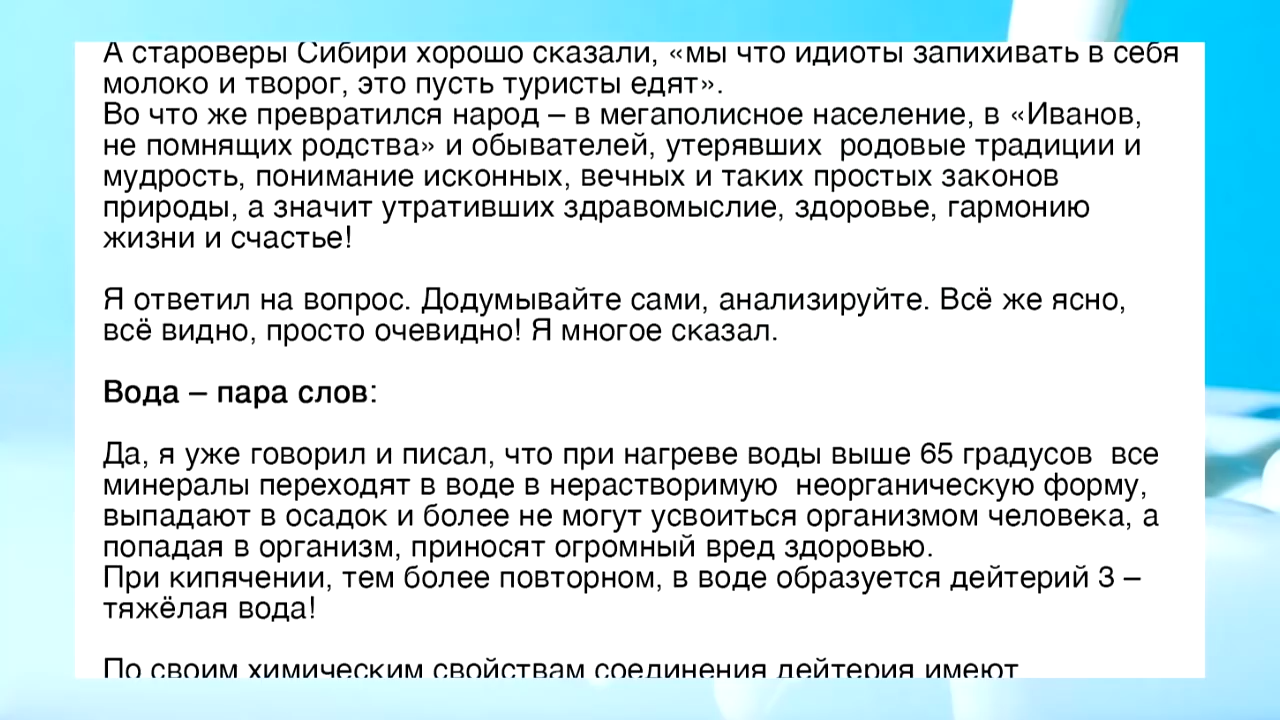 А староверы Сибири хорошо сказали, «мы что идиоты запихивать в себя
молоко и творог, это пусть туристы едят».
Во что же превратился народ – в мегаполисное население, в «Иванов,
не помнящих родства» и обывателей, утерявших  родовые традиции и
мудрость, понимание исконных, вечных и таких простых законов
природы, а значит утративших здравомыслие, здоровье, гармонию
жизни и счастье!
Я ответил на вопрос. Додумывайте сами, анализируйте. Всё же ясно,
всё видно, просто очевидно! Я многое сказал.
Вода – пара слов:
Да, я уже говорил и писал, что при нагреве воды выше 65 градусов  все
минералы переходят в воде в нерастворимую  неорганическую форму,
выпадают в осадок и более не могут усвоиться организмом человека, а
попадая в организм, приносят огромный вред здоровью.
При кипячении, тем более повторном, в воде образуется дейтерий 3 –
тяжёлая вода!
По своим химическим свойствам соединения дейтерия имеют